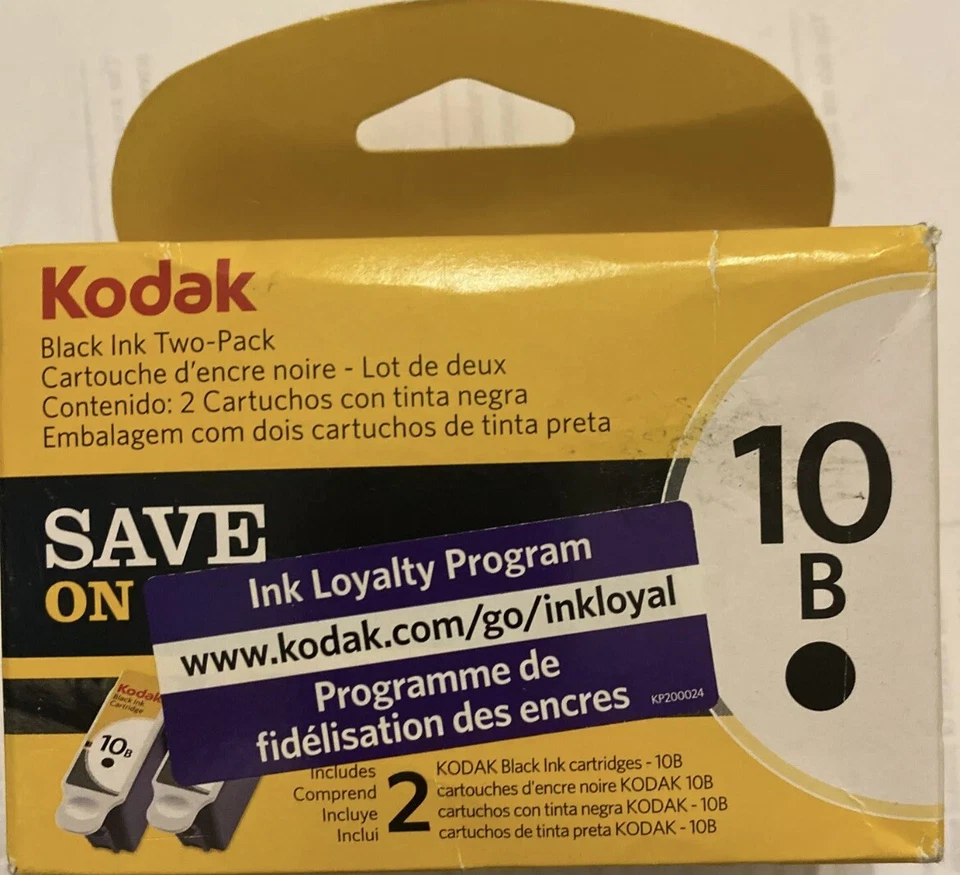 Kodak
Black Ink Two-Pack
Cartouche d'encre noire - Lot de deux
Contenido: 2 Cartuchos con tinta negra
Embalagem com dois cartuchos de tinta preta
10
B
SAVE
ON
Ink Loyalty Program
www.kodak.com/go/inkloyal
Programme de
fidélisation des encres
KP200024
Kodak
Black Ink
Cartridge
10B
Includes
Comprend
Incluye
Inclui
2
KODAK Black Ink cartridges - 10B
cartouches d'encre noire KODAK 10B
cartuchos con tinta negra KODAK - 10B
cartuchos de tinta preta KODAK - 10B